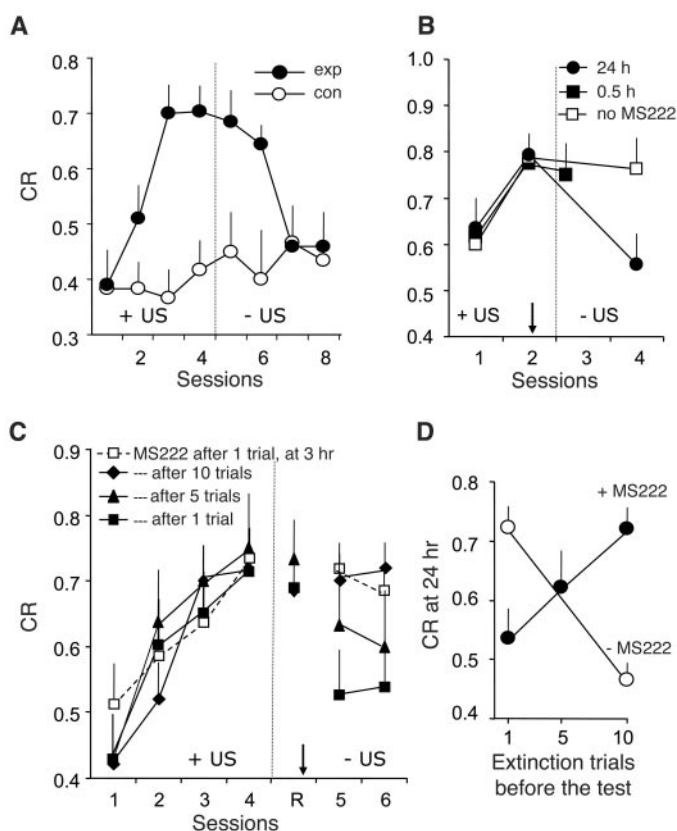 A
exp
con
0.8
0.7
0.6
0.5
0.4
0.3
CR
+ US
- US
2 4 6 8
Sessions
B
24 h
0.5 h
no MS222
1.0
0.9
0.8
0.7
0.6
0.5
0.4
+ US
- US
1 2 3 4
Sessions
C
MS222 after 1 trial, at 3 hr
--- after 10 trials
--- after 5 trials
--- after 1 trial
0.9
0.8
0.7
0.6
0.5
0.4
CR
+ US
- US
1 2 3 4 R 5 6
Sessions
D
+ MS222
- MS222
0.8
0.7
0.6
0.5
0.4
CR at 24 hr
1 5 10
Extinction trials
before the test